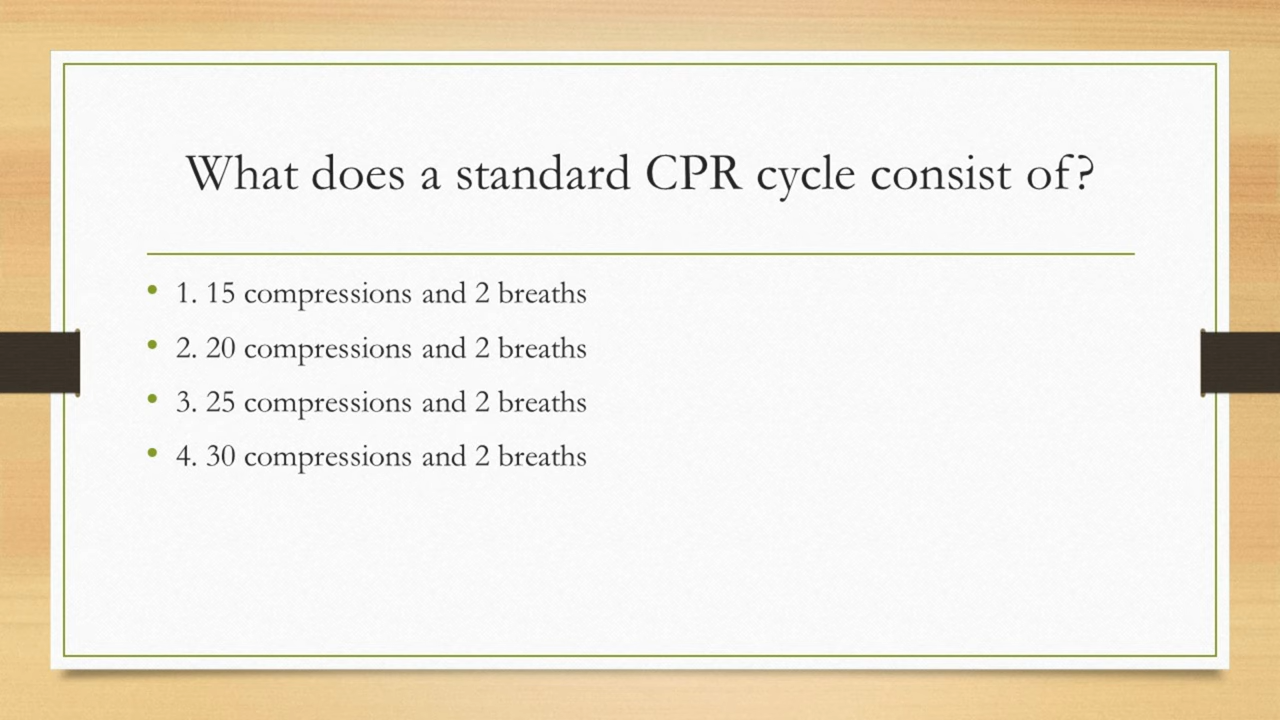 What does a standard CPR cycle consist of?
• 1. 15 compressions and 2 breaths
• 2. 20 compressions and 2 breaths
• 3. 25 compressions and 2 breaths
• 4. 30 compressions and 2 breaths